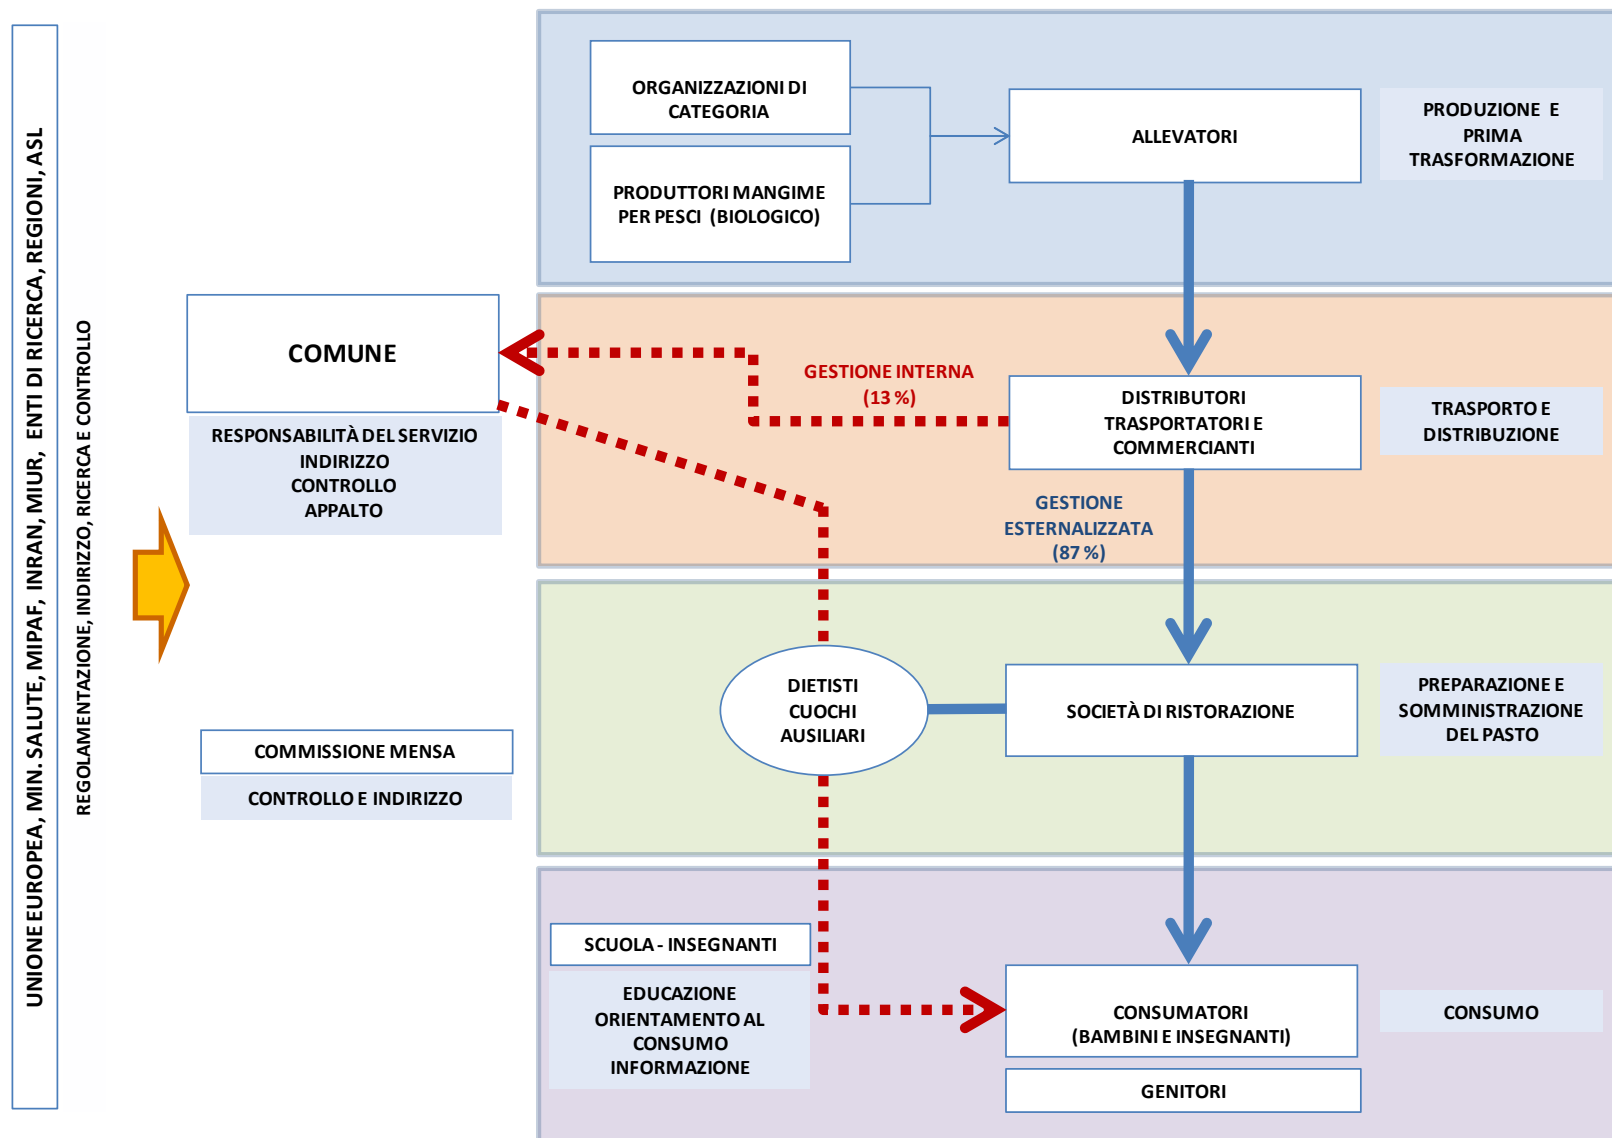 UNIONE EUROPEA, MIN. SALUTE, MIPAF, INRAN, MIUR, ENTI DI RICERCA, REGIONI, ASL
REGOLAMENTAZIONE, INDIRIZZO, RICERCA E CONTROLLO
ORGANIZZAZIONI DI
CATEGORIA
PRODUTTORI MANGIME
PER PESCI (BIOLOGICO)
ALLEVATORI
PRODUZIONE E
PRIMA
TRASFORMAZIONE
COMUNE
RESPONSABILITÀ DEL SERVIZIO
INDIRIZZO
CONTROLLO
APPALTO
GESTIONE INTERNA
(13 %)
DISTRIBUTORI
TRASPORTATORI E
COMMERCIANTI
TRASPORTO E
DISTRIBUZIONE
GESTIONE
ESTERNALIZZATA
(87 %)
DIETISTI
CUOCHI
AUSILIARI
SOCIETÀ DI RISTORAZIONE
PREPARAZIONE E
SOMMINISTRAZIONE
DEL PASTO
COMMISSIONE MENSA
CONTROLLO E INDIRIZZO
SCUOLA - INSEGNANTI
EDUCAZIONE
ORIENTAMENTO AL
CONSUMO
INFORMAZIONE
CONSUMATORI
(BAMBINI E INSEGNANTI)
CONSUMO
GENITORI